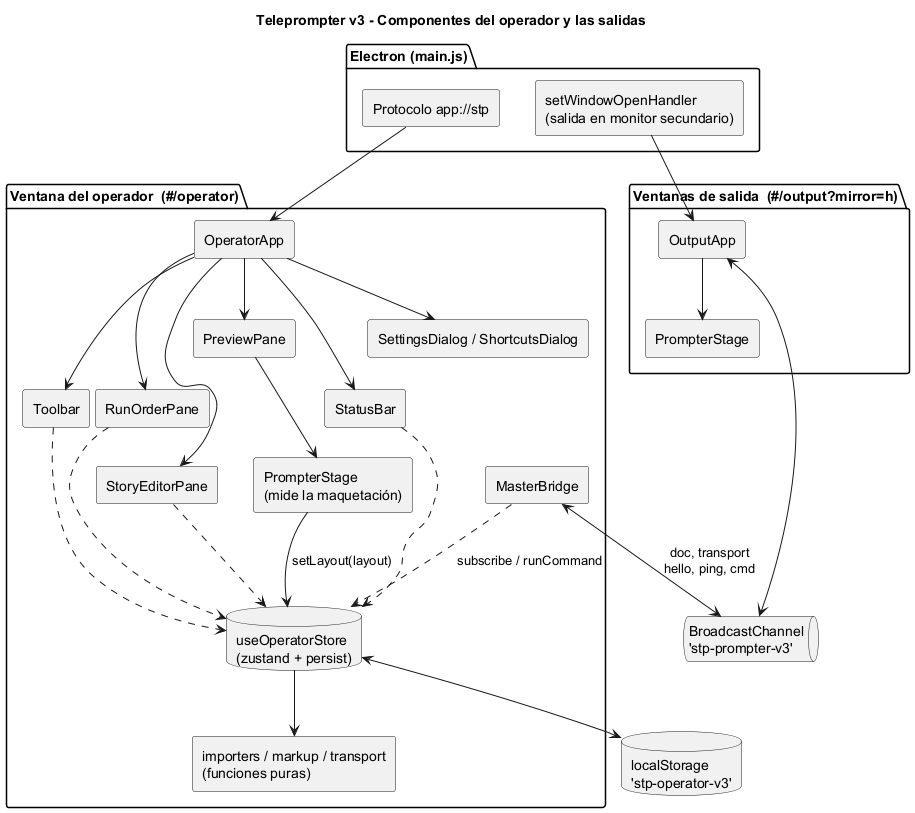 Teleprompter v3 - Componentes del operador y las salidas
Electron (main.js)
Protocolo app://stp
setWindowOpenHandler
(salida en monitor secundario)
Ventana del operador  (#/operator)
Ventanas de salida  (#/output?mirror=h)
OperatorApp
OutputApp
PreviewPane
SettingsDialog / ShortcutsDialog
PrompterStage
Toolbar
RunOrderPane
StatusBar
StoryEditorPane
PrompterStage
(mide la maquetación)
MasterBridge
setLayout(layout)
subscribe / runCommand
doc, transport
hello, ping, cmd
useOperatorStore
(zustand + persist)
BroadcastChannel
'stp-prompter-v3'
importers / markup / transport
(funciones puras)
localStorage
'stp-operator-v3'